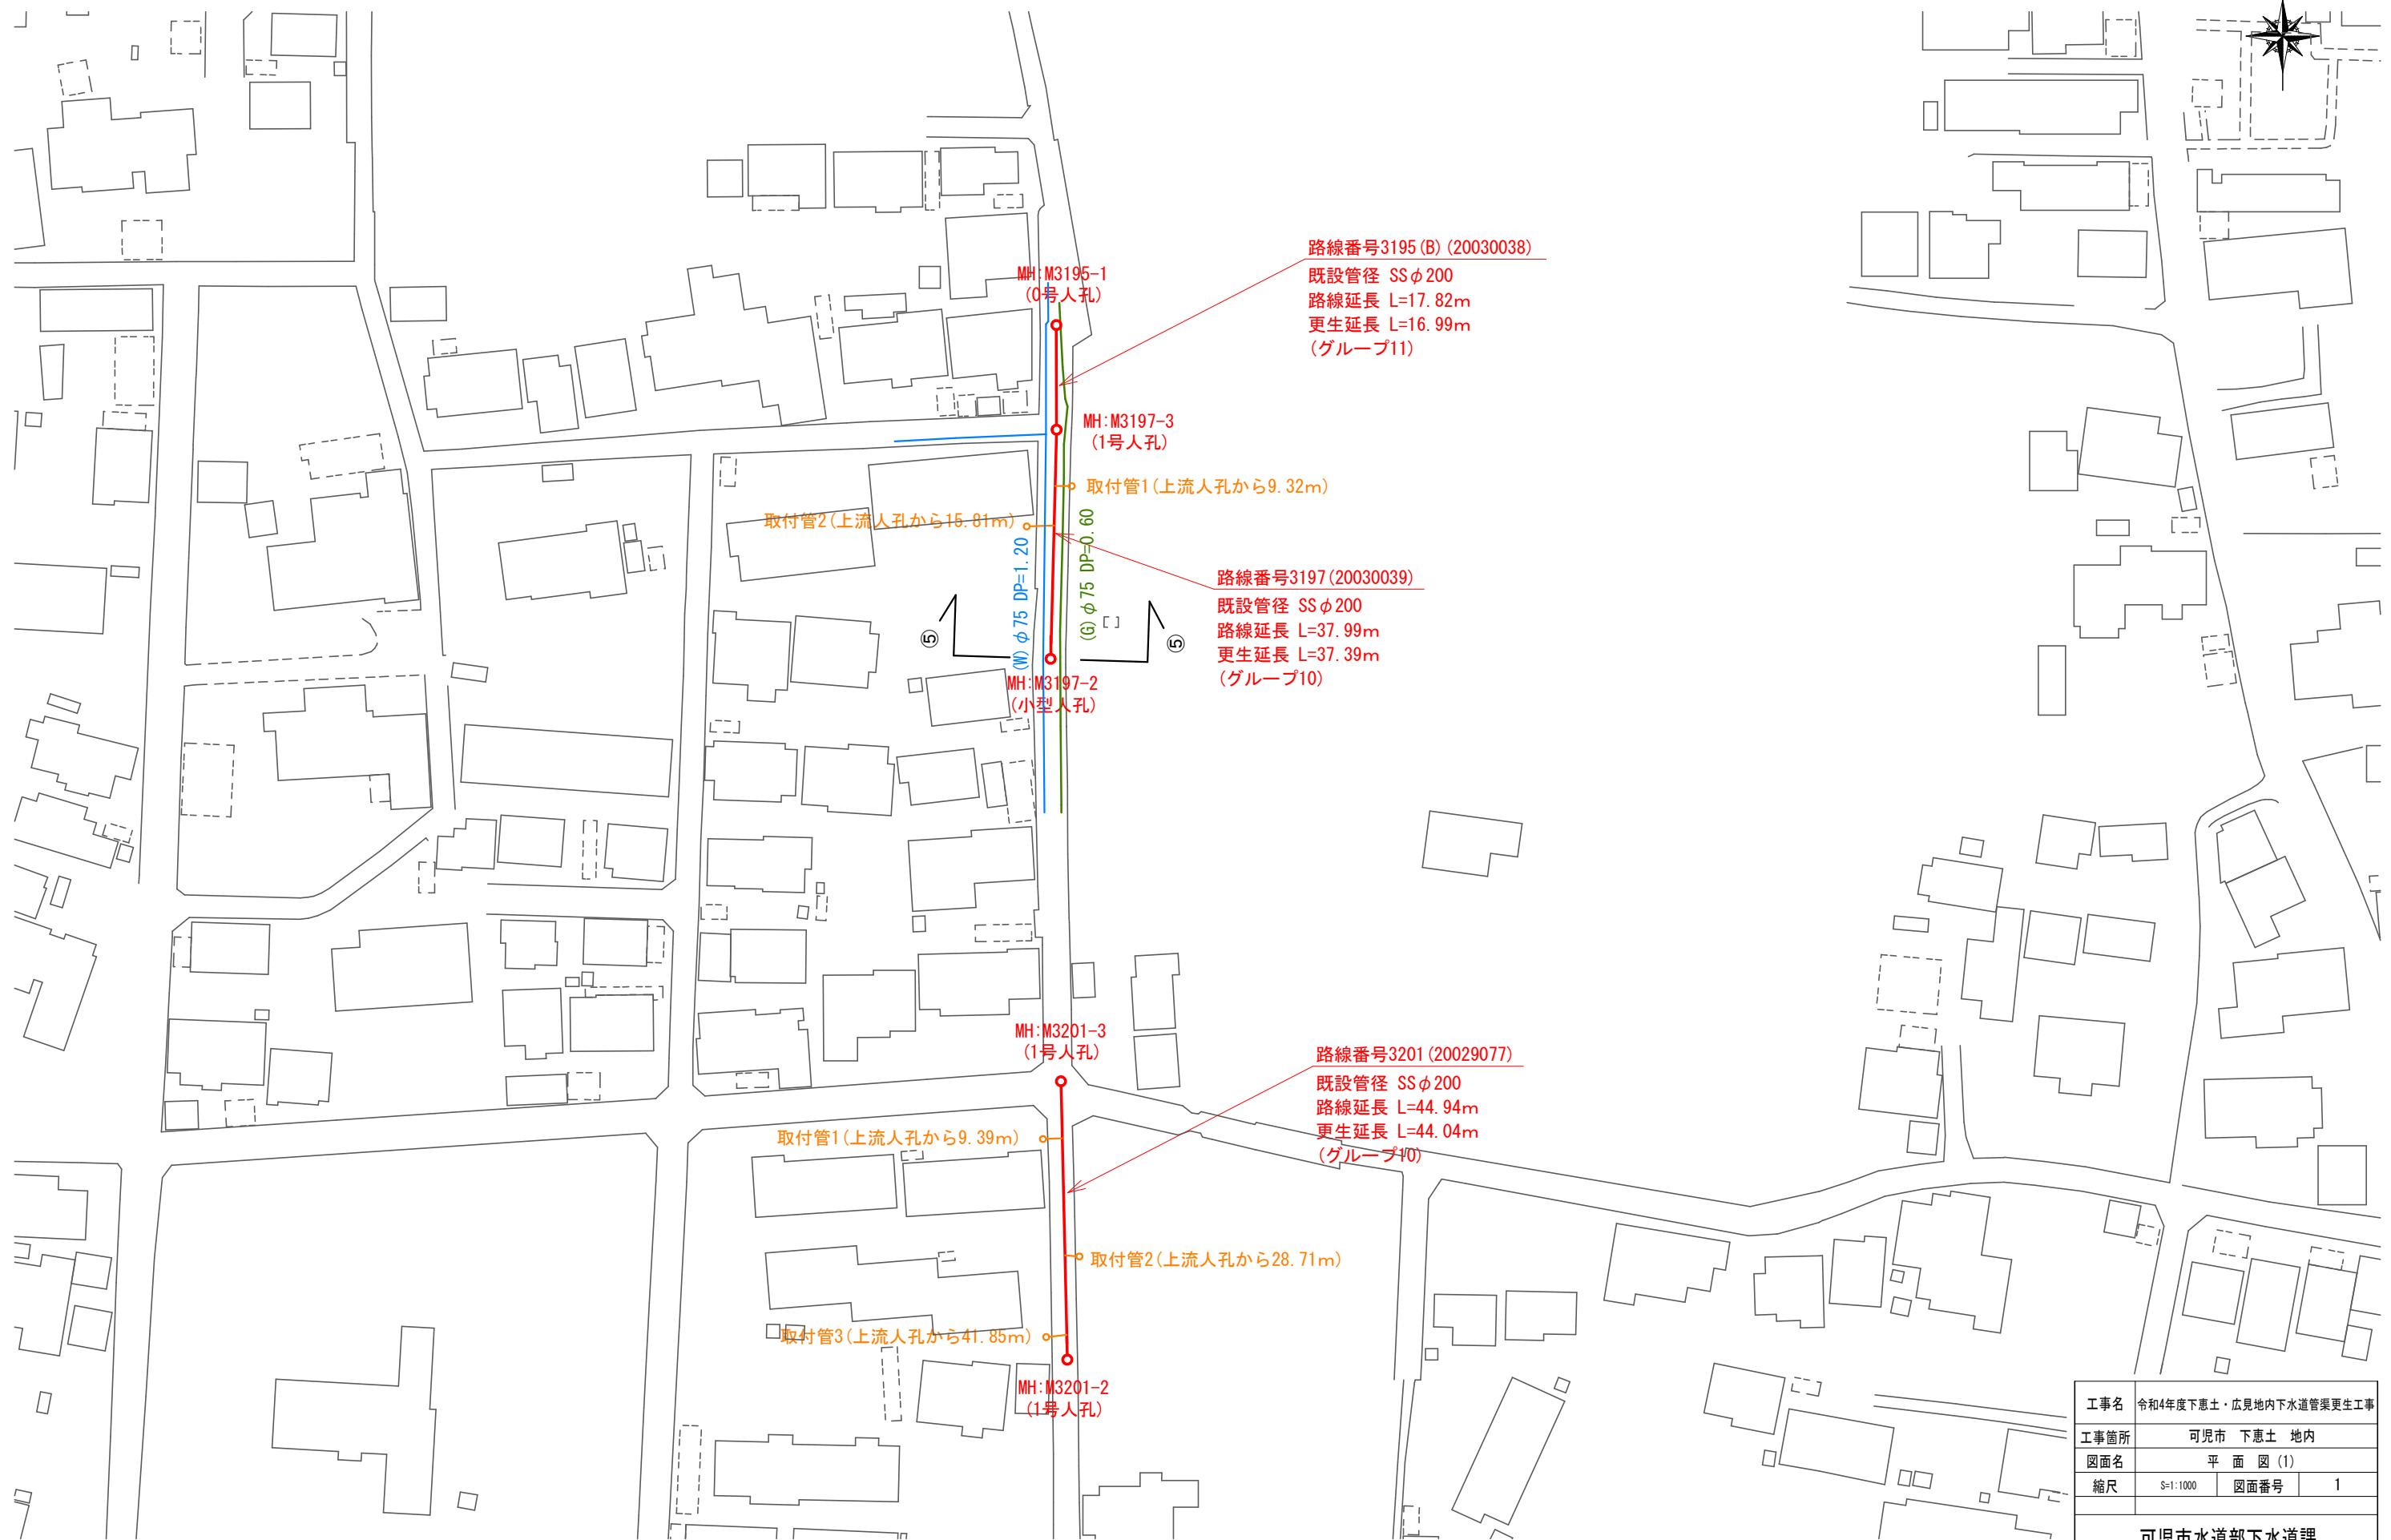 路線番号3195(B)(20030038)
既設管径 SSφ200
路線延長 L=17.82m
更生延長 L=16.99m
(グループ11)
MH:M3195-1
(0号人孔)
MH:M3197-3
(1号人孔)
取付管1(上流人孔から9.32m)
取付管2(上流人孔から15.81m)
(W)φ75 DP=1.20
(G)φ75 DP=0.60
路線番号3197(20030039)
既設管径 SSφ200
路線延長 L=37.99m
更生延長 L=37.39m
(グループ10)
⑤
⑤
MH:M3197-2
(小型人孔)
MH:M3201-3
(1号人孔)
路線番号3201(20029077)
既設管径 SSφ200
路線延長 L=44.94m
更生延長 L=44.04m
(グループ10)
取付管1(上流人孔から9.39m)
取付管2(上流人孔から28.71m)
取付管3(上流人孔から41.85m)
MH:M3201-2
(1号人孔)
工事名 令和4年度下恵土・広見地内下水道管渠更生工事
工事箇所 可児市 下恵土 地内
図面名 平 面 図(1)
縮尺 S=1:1000 図面番号 1
可児市水道部下水道課